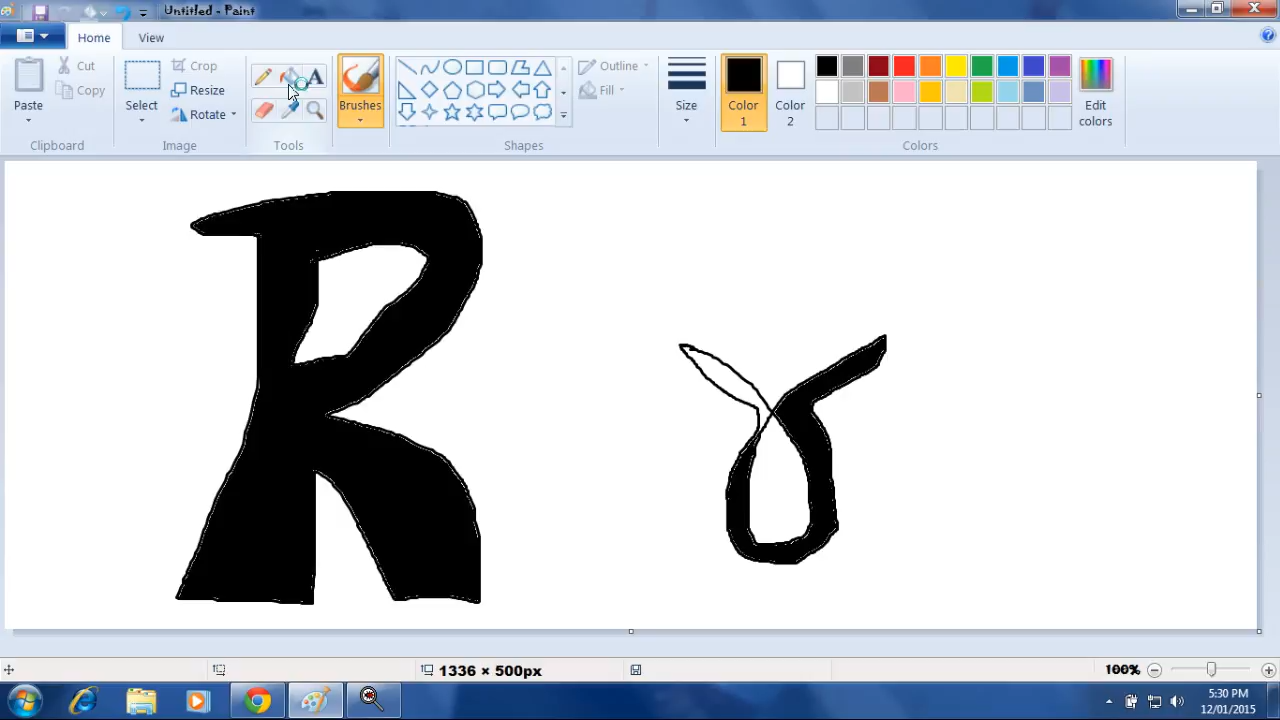 Untitled - Paint
Home View
Paste
Cut
Copy
Clipboard
Select
Crop
Resize
Rotate
Image
A
Tools
Brushes
Outline
Fill
Shapes
Size
Color 1
Color 2
Edit colors
Colors
R ɤ
1336 × 500px
100%
5:30 PM
12/01/2015